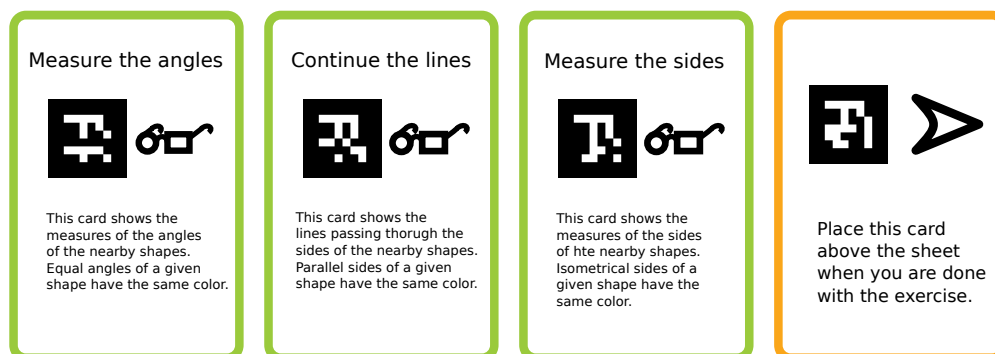 Measure the angles
This card shows the
measures of the angles
of the nearby shapes.
Equal angles of a given
shape have the same color.
Continue the lines
This card shows the
lines passing thorugh the
sides of the nearby shapes.
Parallel sides of a given
shape have the same color.
Measure the sides
This card shows the
measures of the sides
of hte nearby shapes.
Isometrical sides of a
given shape have the
same color.
Place this card
above the sheet
when you are done
with the exercise.